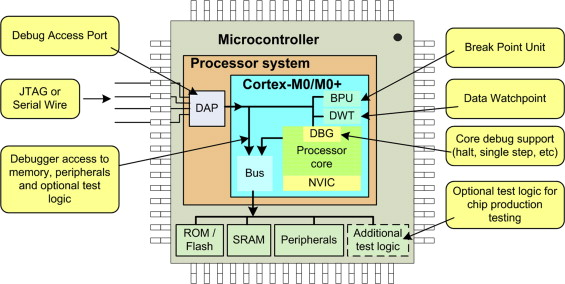 Debug Access Port
JTAG or
Serial Wire
Debugger access to
memory, peripherals
and optional test
logic
Microcontroller
Processor system
Cortex-M0/M0+
DAP
BPU
DWT
DBG
Processor
core
NVIC
Bus
ROM /
Flash
SRAM
Peripherals
Additional
test logic
Break Point Unit
Data Watchpoint
Core debug support
(halt, single step, etc)
Optional test logic for
chip production
testing